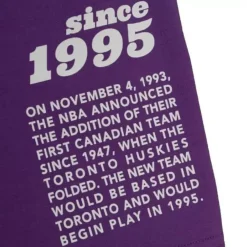 since
1995
ON NOVEMBER 4, 1993,
THE NBA ANNOUNCED
THE ADDITION OF THEIR
FIRST CANADIAN TEAM
SINCE 1947, WHEN THE
TORONTO HUSKIES
FOLDED. THE NEW TEAM
WOULD BE BASED IN
TORONTO AND WOULD
BEGIN PLAY IN 1995.